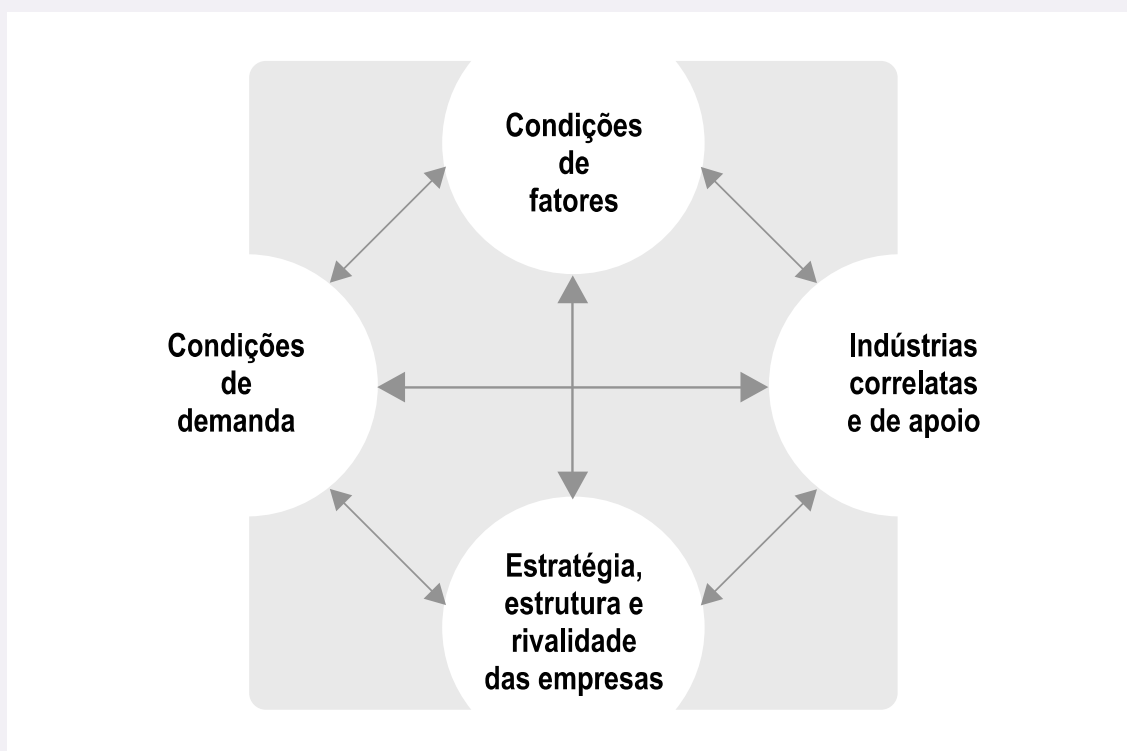 Condições
de
fatores
Condições
de
demanda
Indústrias
correlatas
e de apoio
Estratégia,
estrutura e
rivalidade
das empresas